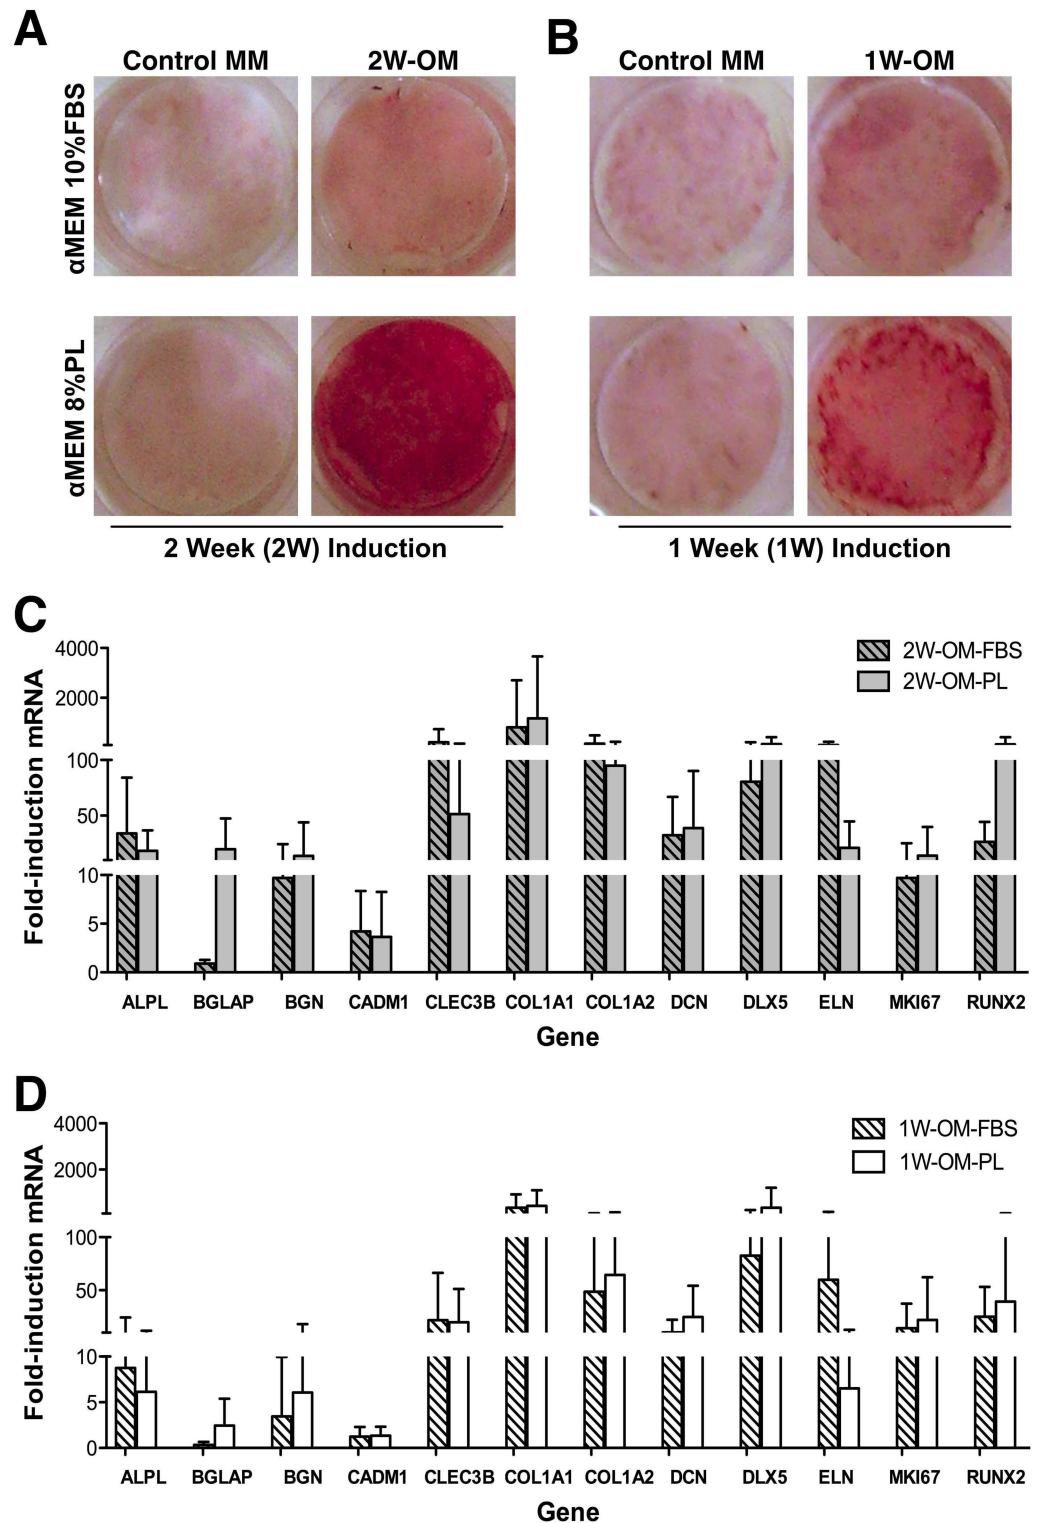 A
B
Control MM 2W-OM
Control MM 1W-OM
αMEM 10%FBS
αMEM 8%PL
2 Week (2W) Induction
1 Week (1W) Induction
C
Fold-induction mRNA
4000
2000
100
50
10
5
0
2W-OM-FBS
2W-OM-PL
ALPL BGLAP BGN CADM1 CLEC3B COL1A1 COL1A2 DCN DLX5 ELN MKI67 RUNX2
Gene
D
Fold-induction mRNA
4000
2000
100
50
10
5
0
1W-OM-FBS
1W-OM-PL
ALPL BGLAP BGN CADM1 CLEC3B COL1A1 COL1A2 DCN DLX5 ELN MKI67 RUNX2
Gene